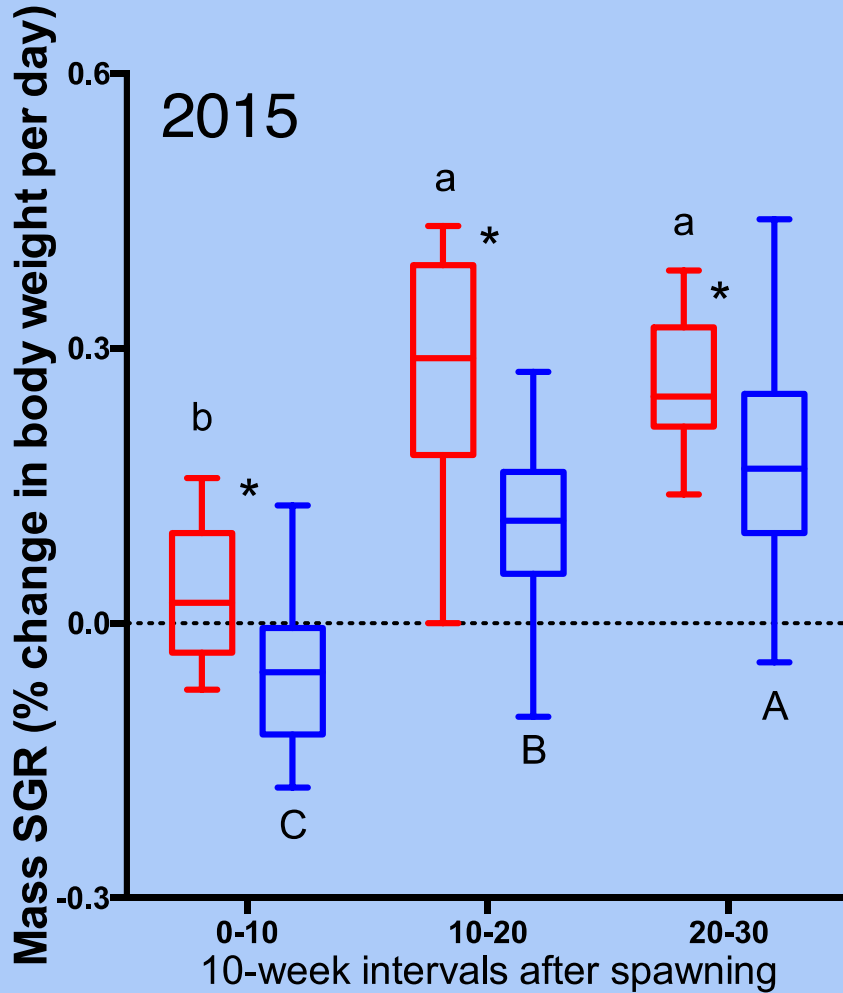 Mass SGR (% change in body weight per day)
0.6
0.3
0.0
-0.3
2015
b
*
C
a
*
B
a
*
A
0-10
10-20
20-30
10-week intervals after spawning